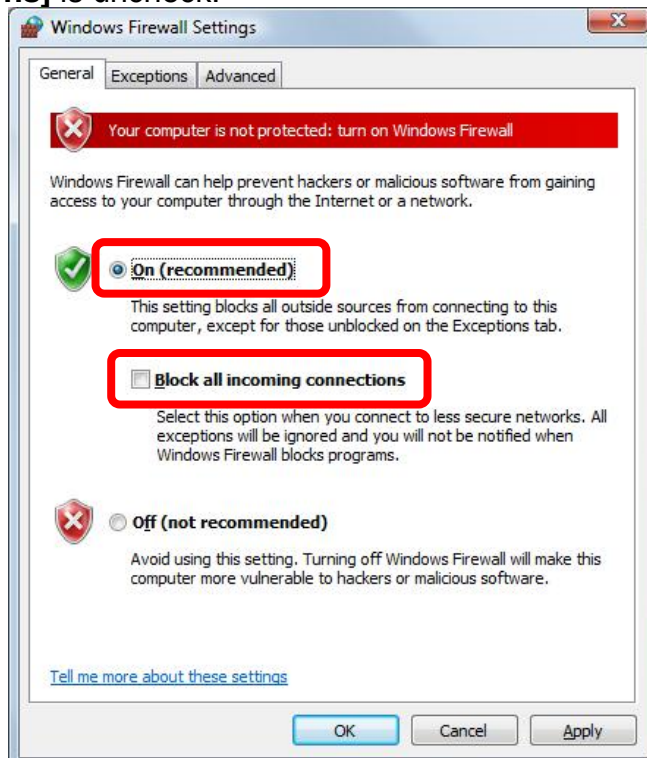 is uncheck.
Windows Firewall Settings
General Exceptions Advanced
Your computer is not protected: turn on Windows Firewall
Windows Firewall can help prevent hackers or malicious software from gaining
access to your computer through the Internet or a network.
On (recommended)
This setting blocks all outside sources from connecting to this
computer, except for those unblocked on the Exceptions tab.
Block all incoming connections
Select this option when you connect to less secure networks. All
exceptions will be ignored and you will not be notified when
Windows Firewall blocks programs.
Off (not recommended)
Avoid using this setting. Turning off Windows Firewall will make this
computer more vulnerable to hackers or malicious software.
Tell me more about these settings
OK Cancel Apply